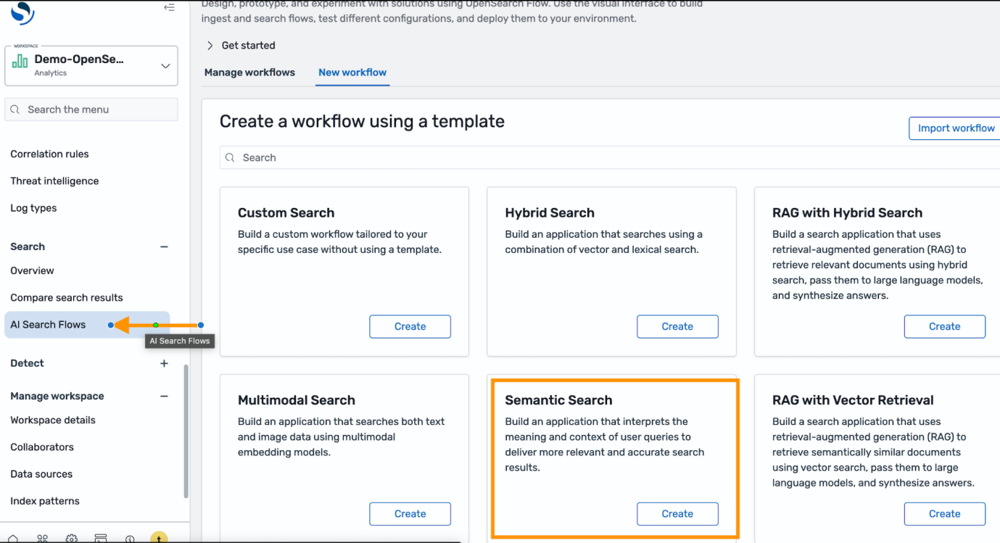 Design, prototype, and experiment with solutions using OpenSearch Flow. Use the visual interface to build
ingest and search flows, test different configurations, and deploy them to your environment.
WORKSPACE
Demo-OpenSe...
Analytics
Get started
Manage workflows
New workflow
Search the menu
Create a workflow using a template
Import workflow
Search
Correlation rules
Threat intelligence
Log types
Search
Overview
Compare search results
AI Search Flows
AI Search Flows
Detect
Manage workspace
Workspace details
Collaborators
Data sources
Index patterns
t
Custom Search
Build a custom workflow tailored to your
specific use case without using a template.
Create
Hybrid Search
Build an application that searches using a
combination of vector and lexical search.
Create
RAG with Hybrid Search
Build a search application that uses
retrieval-augmented generation (RAG) to
retrieve relevant documents using hybrid
search, pass them to large language models,
and synthesize answers.
Create
Multimodal Search
Build an application that searches both text
and image data using multimodal
embedding models.
Create
Semantic Search
Build an application that interprets the
meaning and context of user queries to
deliver more relevant and accurate search
results.
Create
RAG with Vector Retrieval
Build a search application that uses
retrieval-augmented generation (RAG) to
retrieve semantically similar documents
using vector search, pass them to large
language models, and synthesize answers.
Create